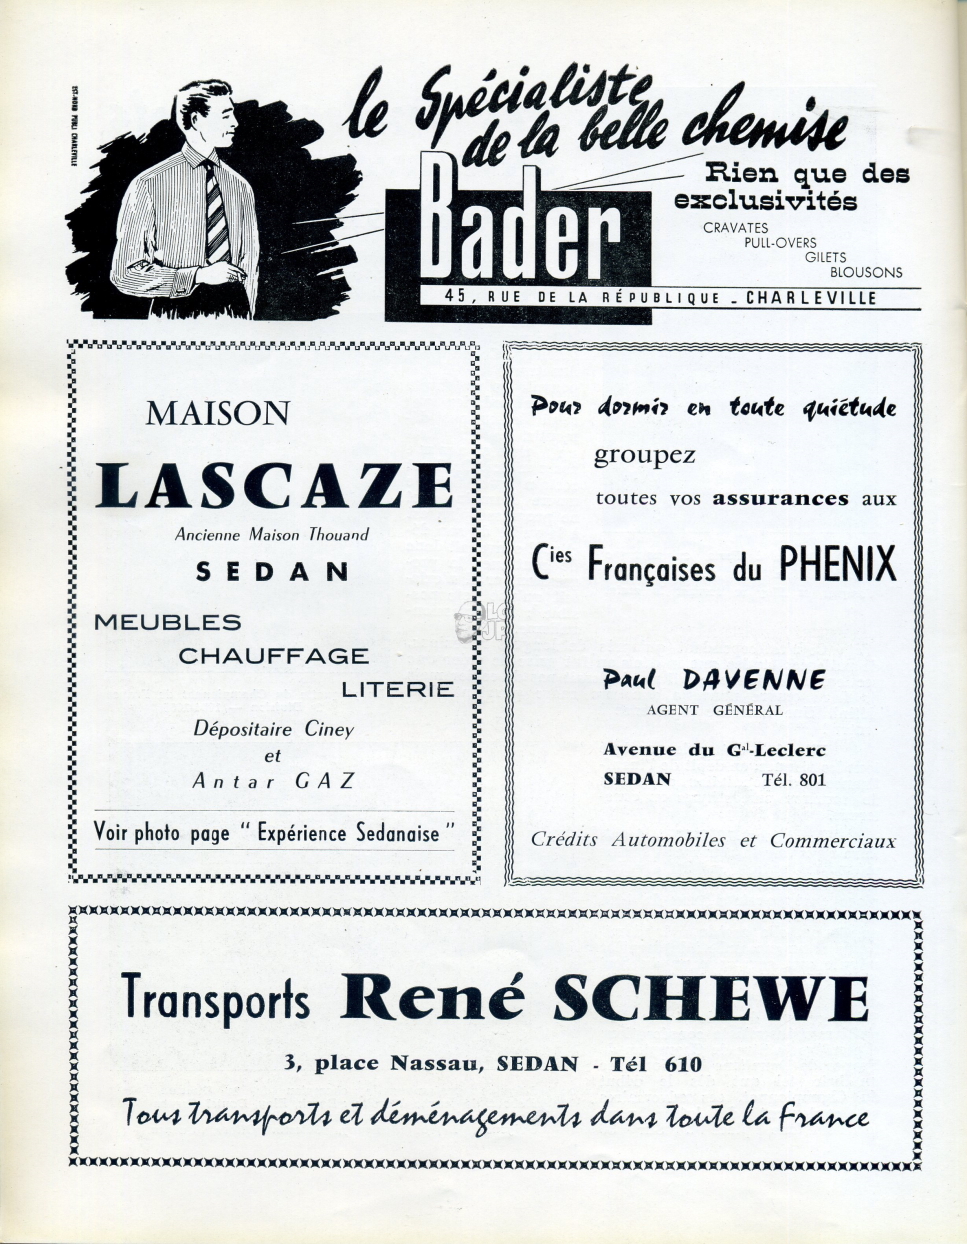 EST-NORD PUBLI CHARLEVILLE
le Spécialiste
de la belle chemise
Bader
Rien que des
exclusivités
CRAVATES
PULL-OVERS
GILETS
BLOUSONS
45, RUE DE LA RÉPUBLIQUE - CHARLEVILLE
MAISON
LASCAZE
Ancienne Maison Thouand
SEDAN
MEUBLES
CHAUFFAGE
LITERIE
Dépositaire Ciney
et
Antar GAZ
Voir photo page " Expérience Sedanaise "
Pour dormir en toute quiétude
groupez
toutes vos assurances aux
Cies Françaises du PHENIX
Paul DAVENNE
AGENT GÉNÉRAL
Avenue du Gal-Leclerc
SEDAN Tél. 801
Crédits Automobiles et Commerciaux
Transports René SCHEWE
3, place Nassau, SEDAN - Tél 610
Tous transports et déménagements dans toute la France